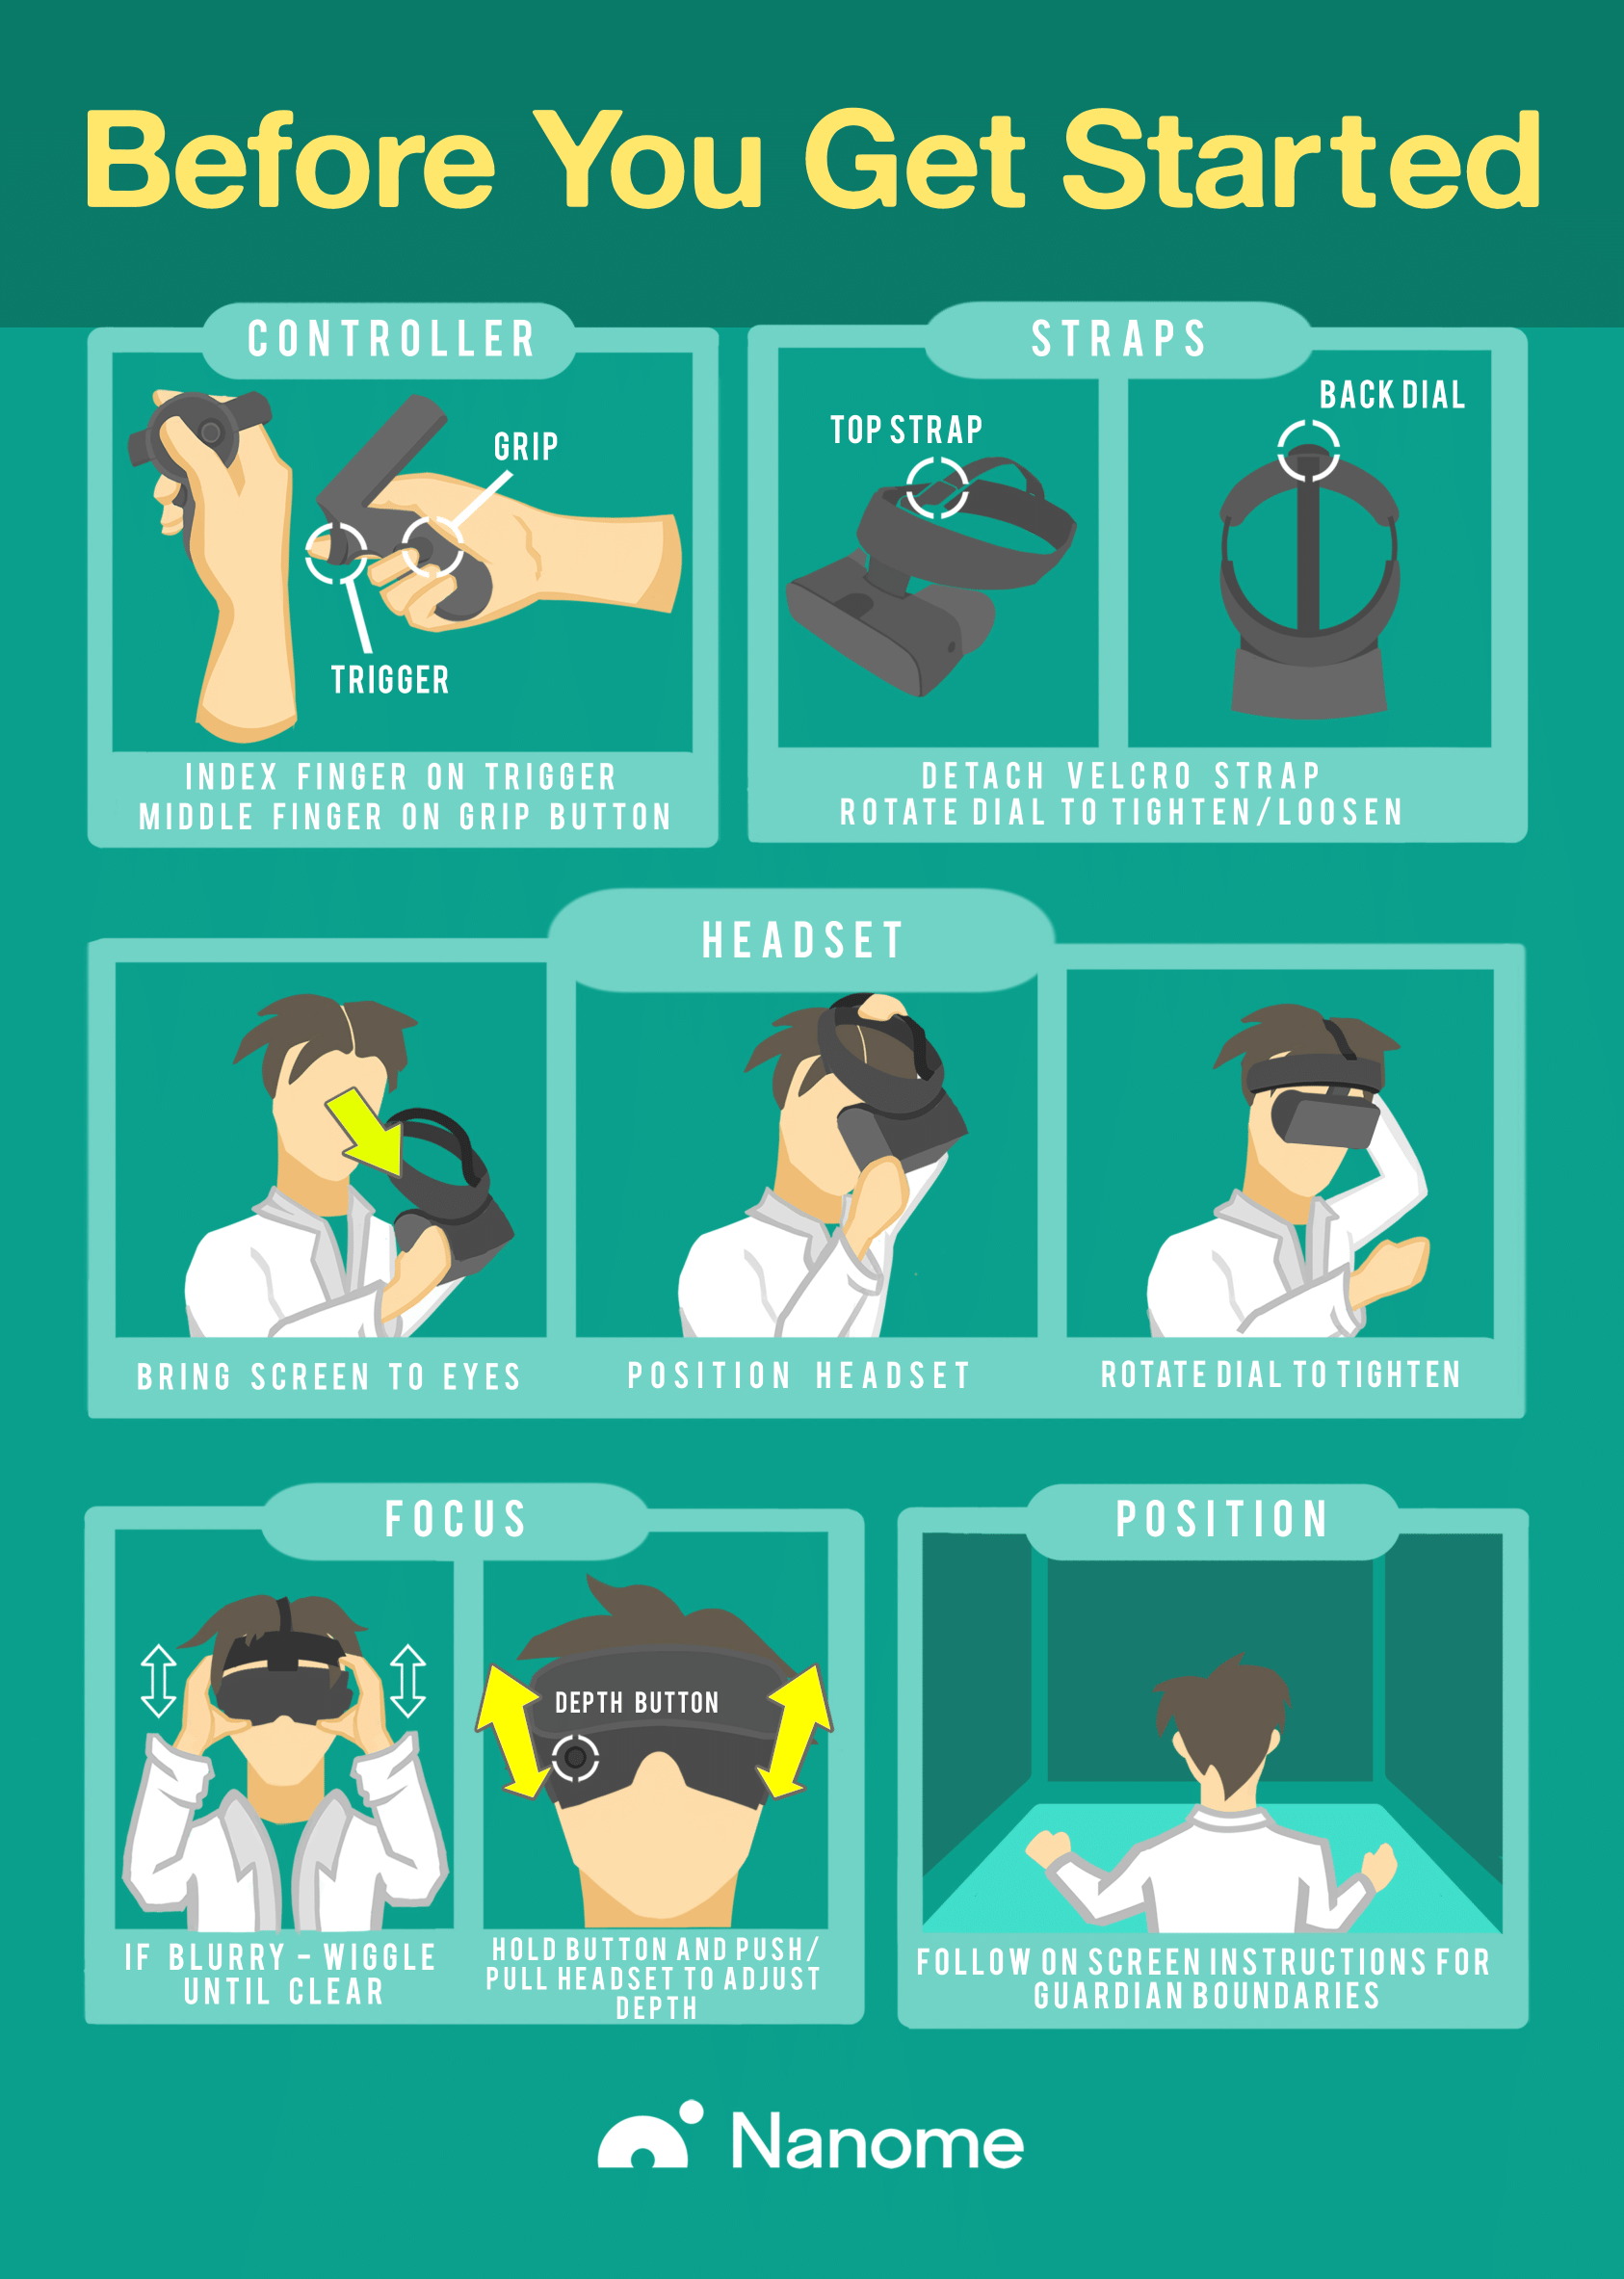 Before You Get Started
CONTROLLER
GRIP
TRIGGER
INDEX FINGER ON TRIGGER
MIDDLE FINGER ON GRIP BUTTON
STRAPS
TOP STRAP
BACK DIAL
DETACH VELCRO STRAP
ROTATE DIAL TO TIGHTEN/LOOSEN
HEADSET
BRING SCREEN TO EYES
POSITION HEADSET
ROTATE DIAL TO TIGHTEN
FOCUS
IF BLURRY - WIGGLE
UNTIL CLEAR
DEPTH BUTTON
HOLD BUTTON AND PUSH/
PULL HEADSET TO ADJUST
DEPTH
POSITION
FOLLOW ON SCREEN INSTRUCTIONS FOR
GUARDIAN BOUNDARIES
Nanome